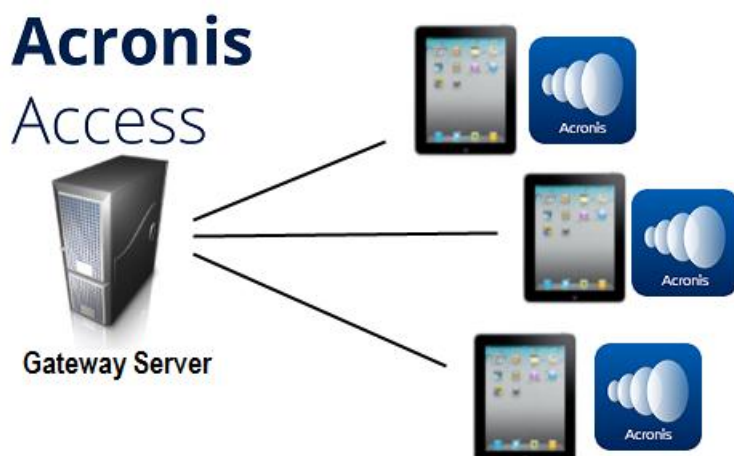 Acronis
Access
Gateway Server
Acronis
Acronis
Acronis